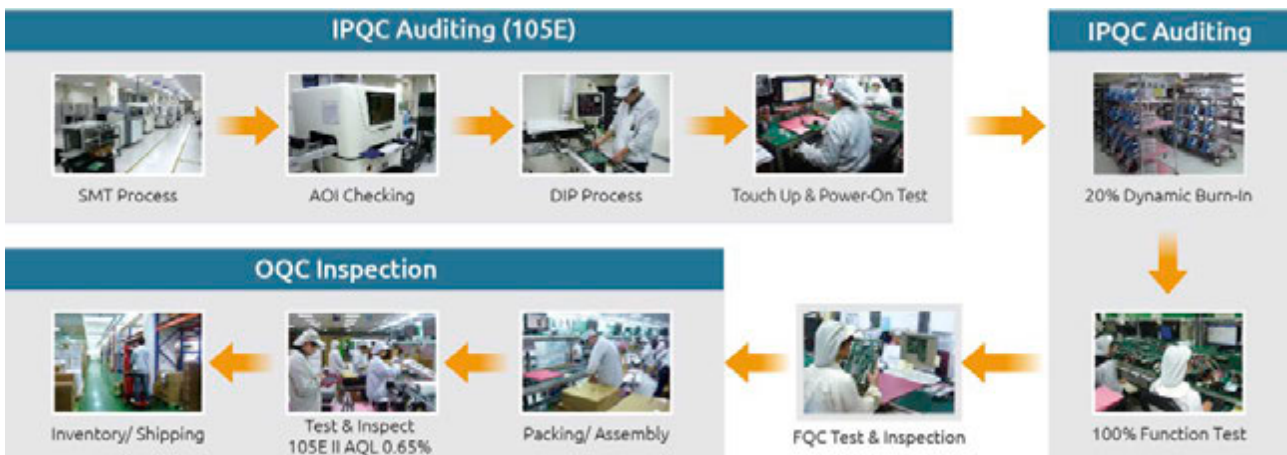 IPQC Auditing (105E)
SMT Process
AOI Checking
DIP Process
Touch Up & Power-On Test
IPQC Auditing
20% Dynamic Burn-In
100% Function Test
FQC Test & Inspection
OQC Inspection
Packing/ Assembly
Test & Inspect
105E II AQL 0.65%
Inventory/ Shipping